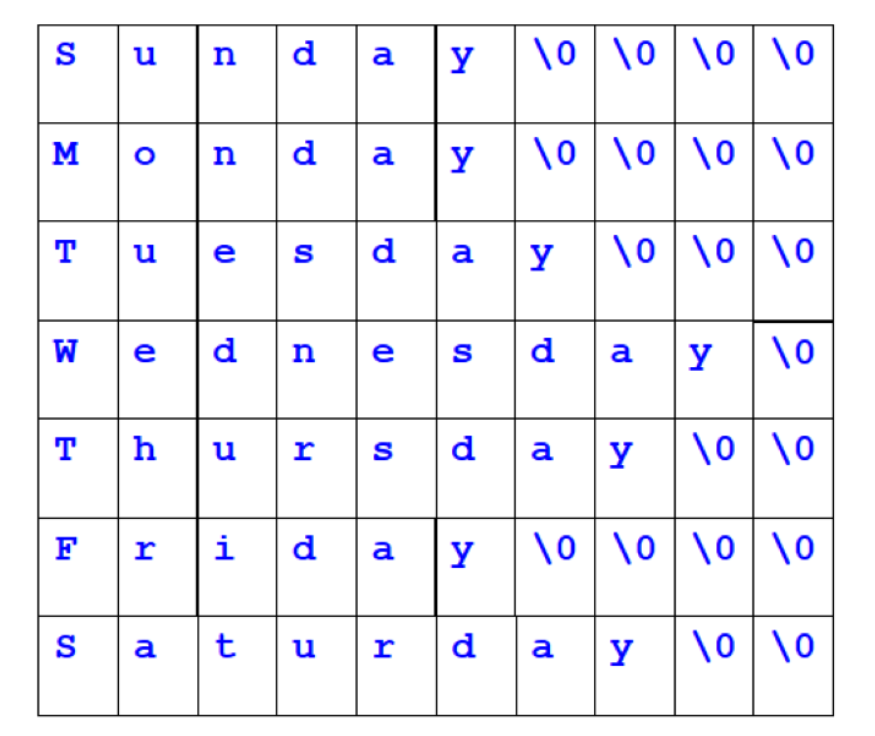 S u n d a y \0 \0 \0 \0
M o n d a y \0 \0 \0 \0
T u e s d a y \0 \0 \0
W e d n e s d a y \0
T h u r s d a y \0 \0
F r i d a y \0 \0 \0 \0
S a t u r d a y \0 \0